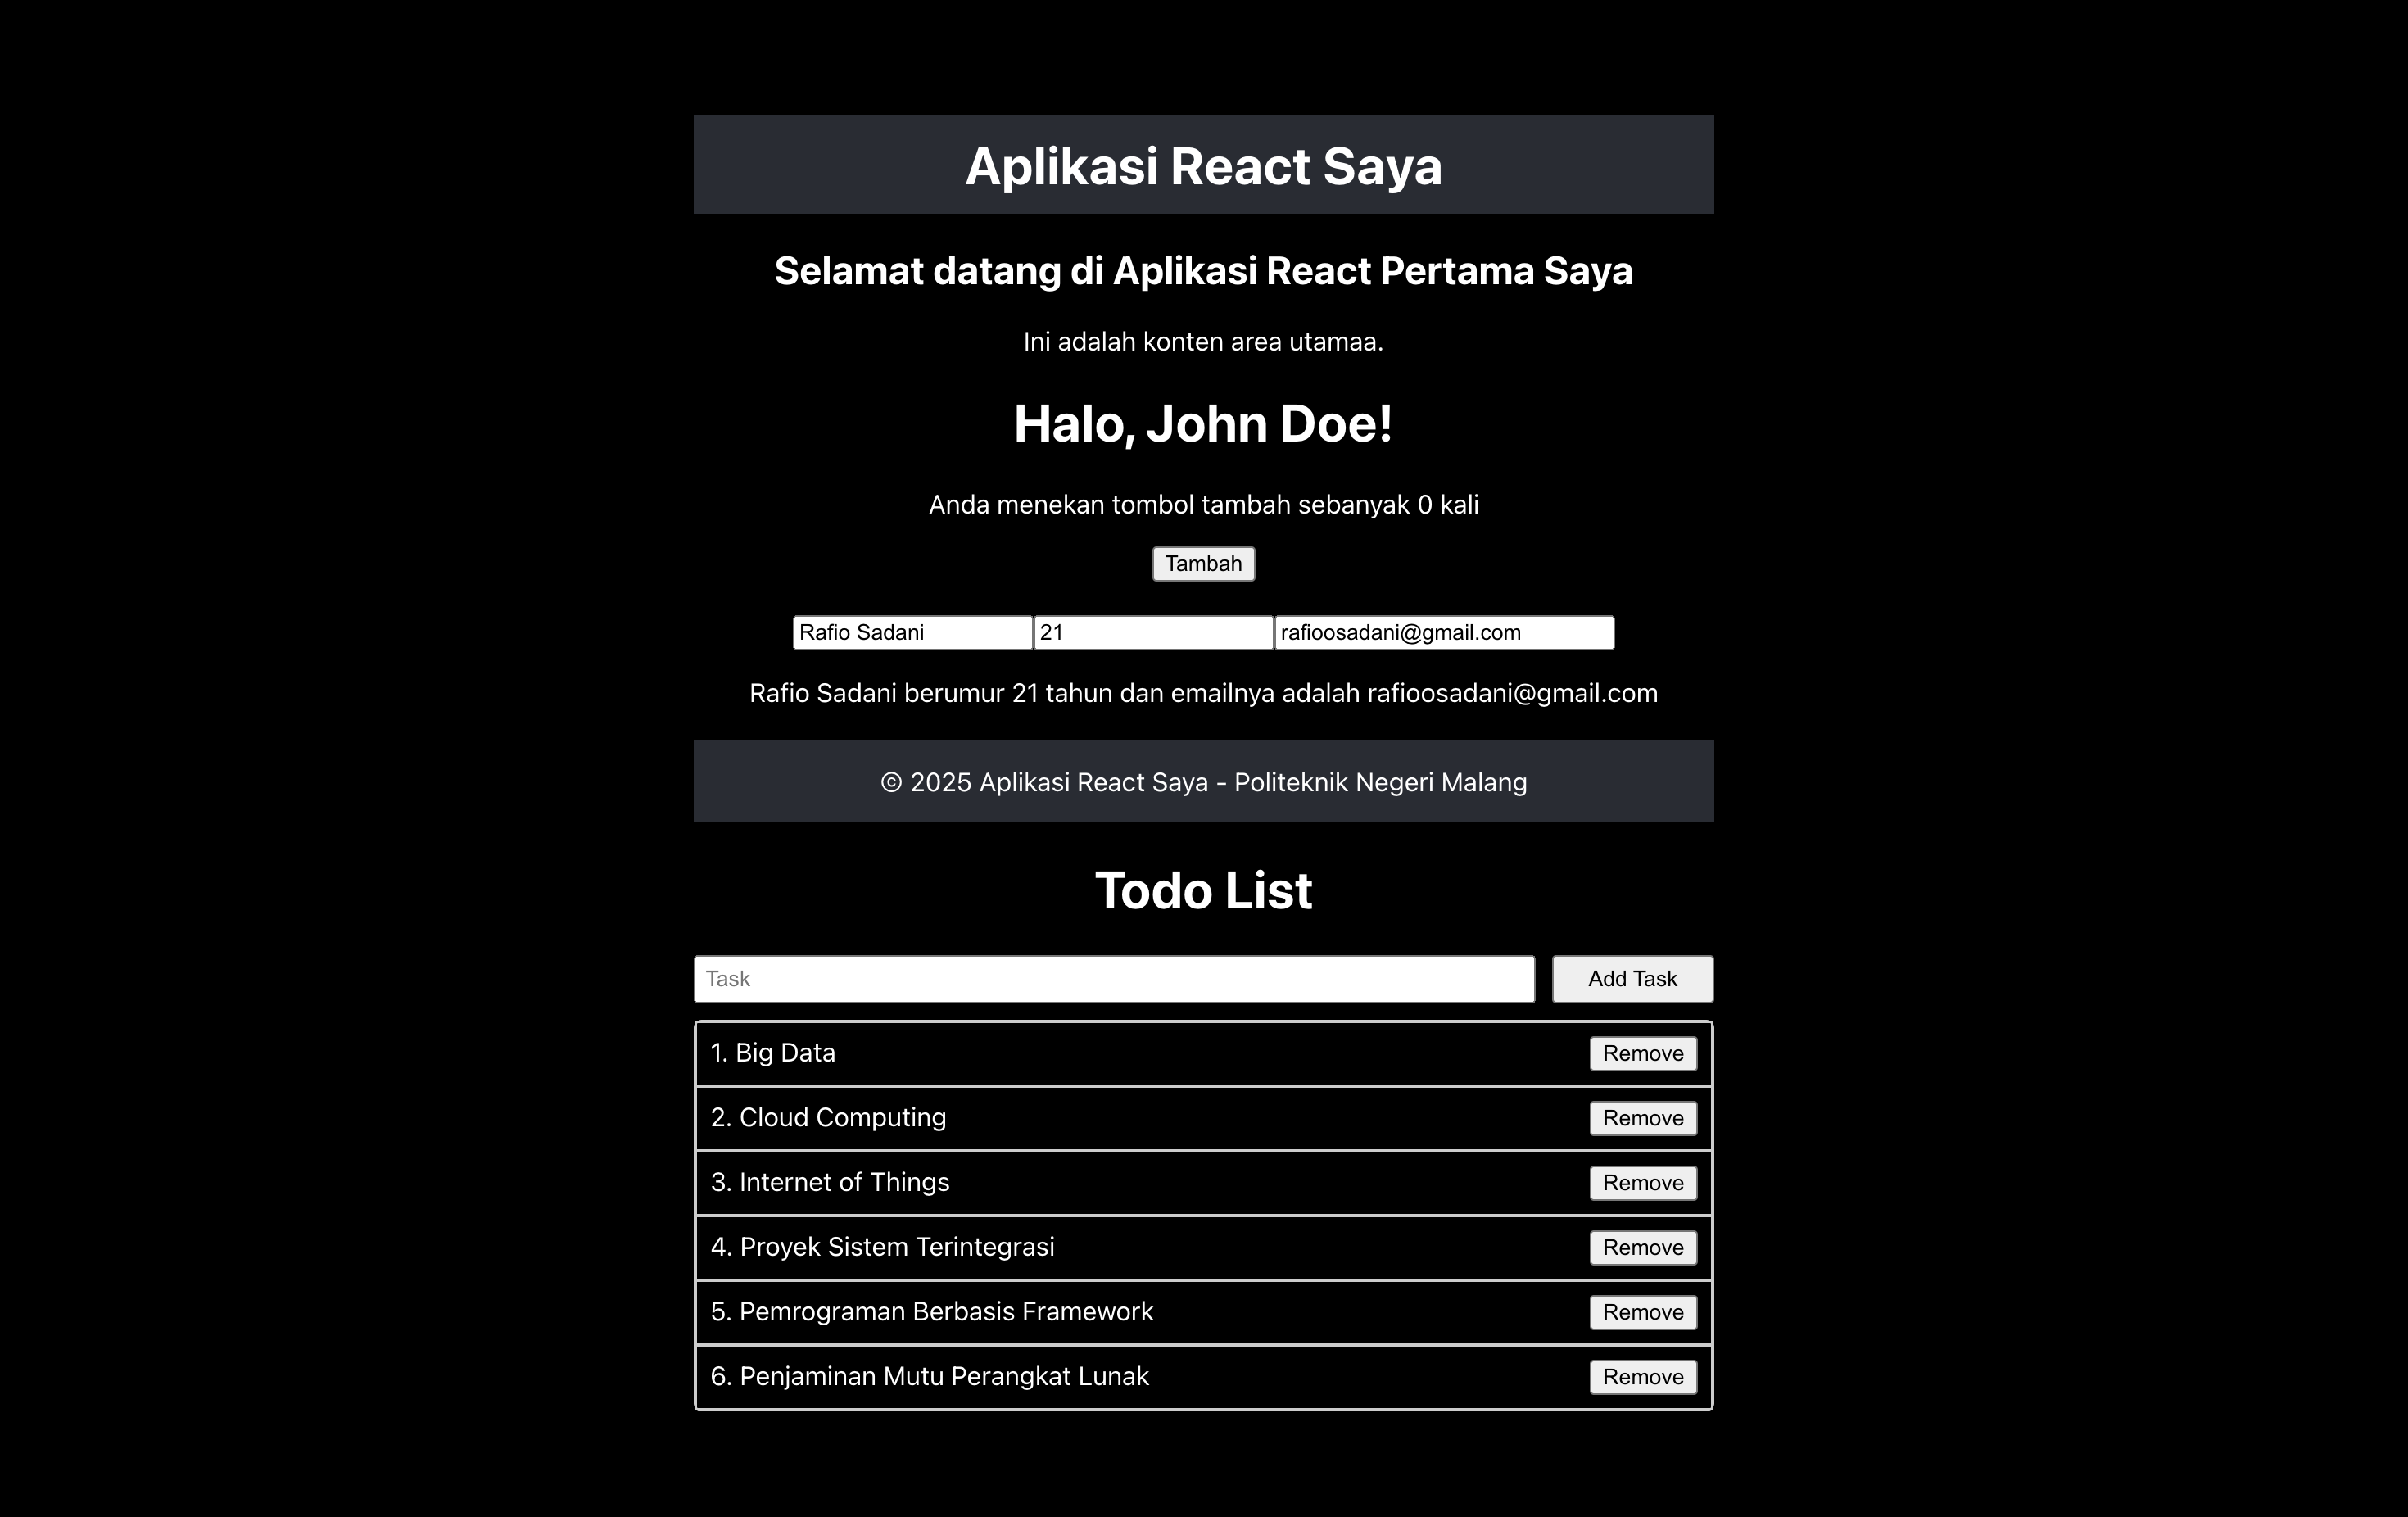 Aplikasi React Saya
Selamat datang di Aplikasi React Pertama Saya
Ini adalah konten area utamaa.
Halo, John Doe!
Anda menekan tombol tambah sebanyak 0 kali
Tambah
Rafio Sadani 21 rafioosadani@gmail.com
Rafio Sadani berumur 21 tahun dan emailnya adalah rafioosadani@gmail.com
© 2025 Aplikasi React Saya - Politeknik Negeri Malang
Todo List
Task Add Task
1. Big Data Remove
2. Cloud Computing Remove
3. Internet of Things Remove
4. Proyek Sistem Terintegrasi Remove
5. Pemrograman Berbasis Framework Remove
6. Penjaminan Mutu Perangkat Lunak Remove